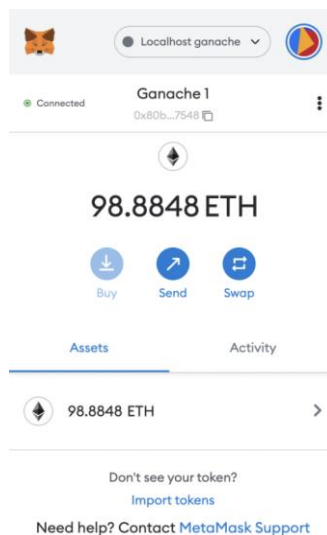 Localhost ganache
Connected
Ganache 1
0x80b...7548
98.8848 ETH
Buy Send Swap
Assets Activity
98.8848 ETH
Don't see your token?
Import tokens
Need help? Contact MetaMask Support